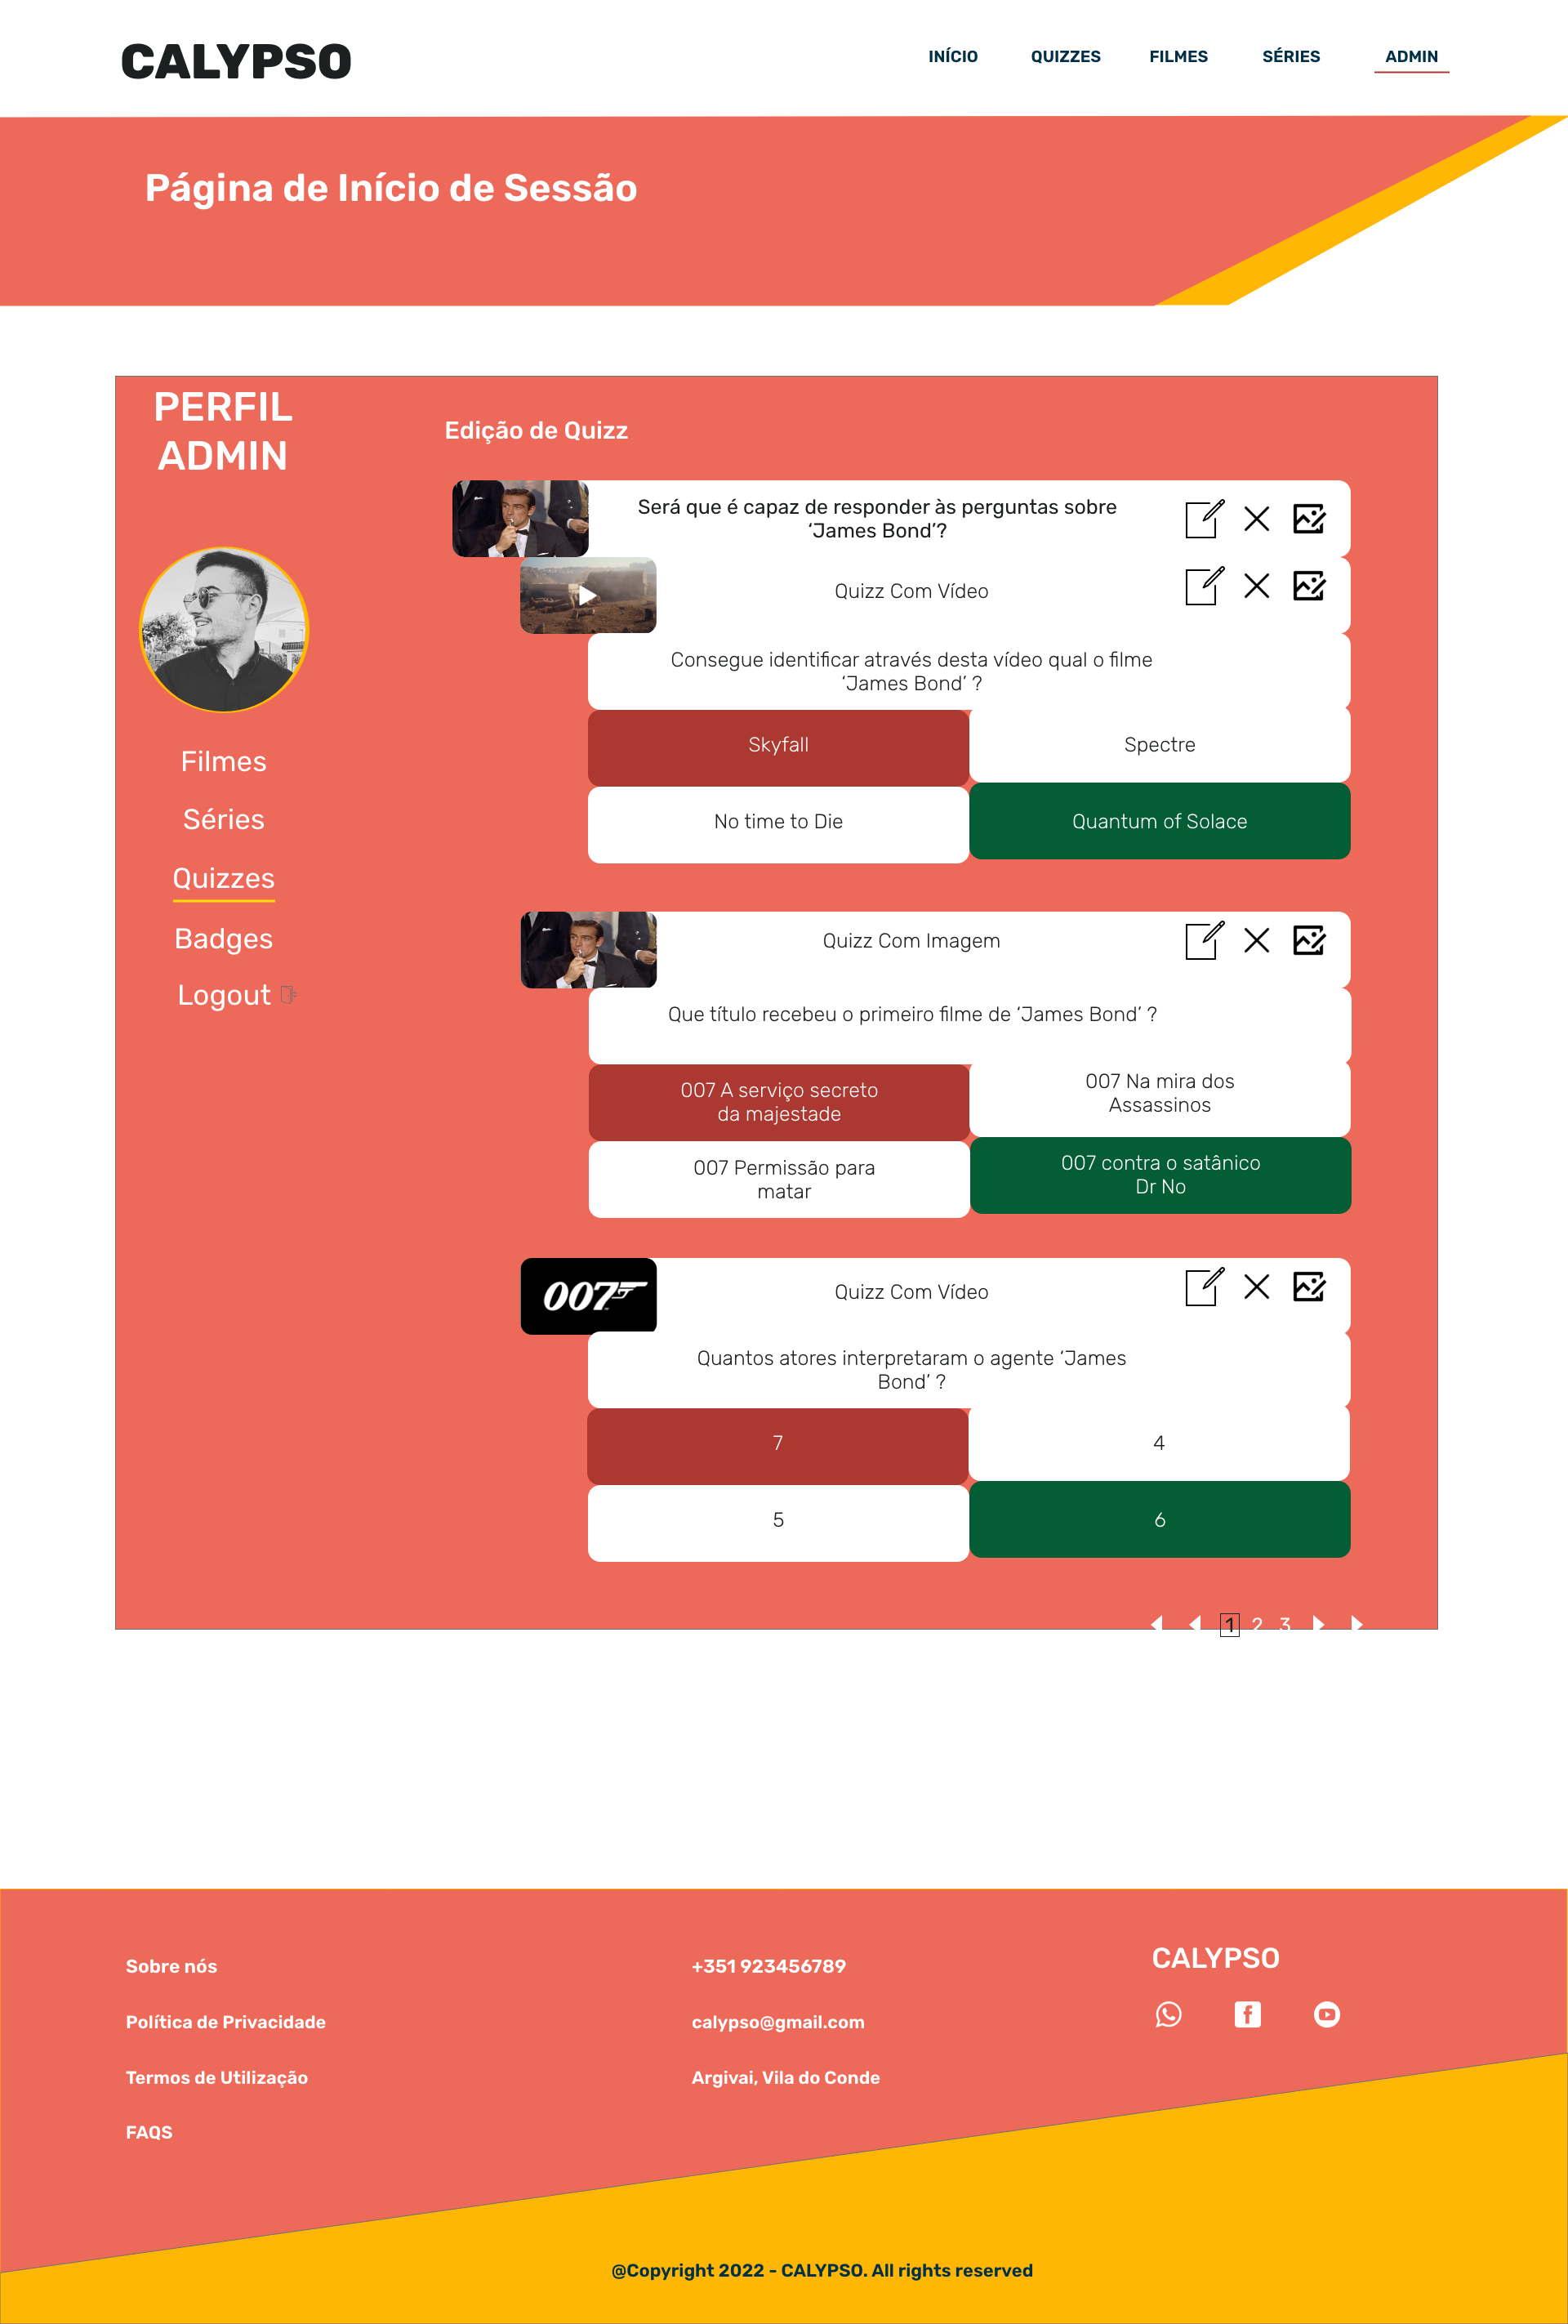 CALYPSO
INÍCIO QUIZZES FILMES SÉRIES ADMIN
Página de Início de Sessão
PERFIL
ADMIN
Filmes
Séries
Quizzes
Badges
Logout
Edição de Quizz
Será que é capaz de responder às perguntas sobre
‘James Bond’?
Quizz Com Vídeo
Consegue identificar através desta vídeo qual o filme
‘James Bond’ ?
Skyfall
Spectre
No time to Die
Quantum of Solace
Quizz Com Imagem
Que título recebeu o primeiro filme de ‘James Bond’ ?
007 A serviço secreto
da majestade
007 Na mira dos
Assassinos
007 Permissão para
matar
007 contra o satânico
Dr No
007
Quizz Com Vídeo
Quantos atores interpretaram o agente ‘James
Bond’ ?
7
4
5
6
1 2 3
Sobre nós
Política de Privacidade
Termos de Utilização
FAQS
+351 923456789
calypso@gmail.com
Argivai, Vila do Conde
CALYPSO
@Copyright 2022 - CALYPSO. All rights reserved